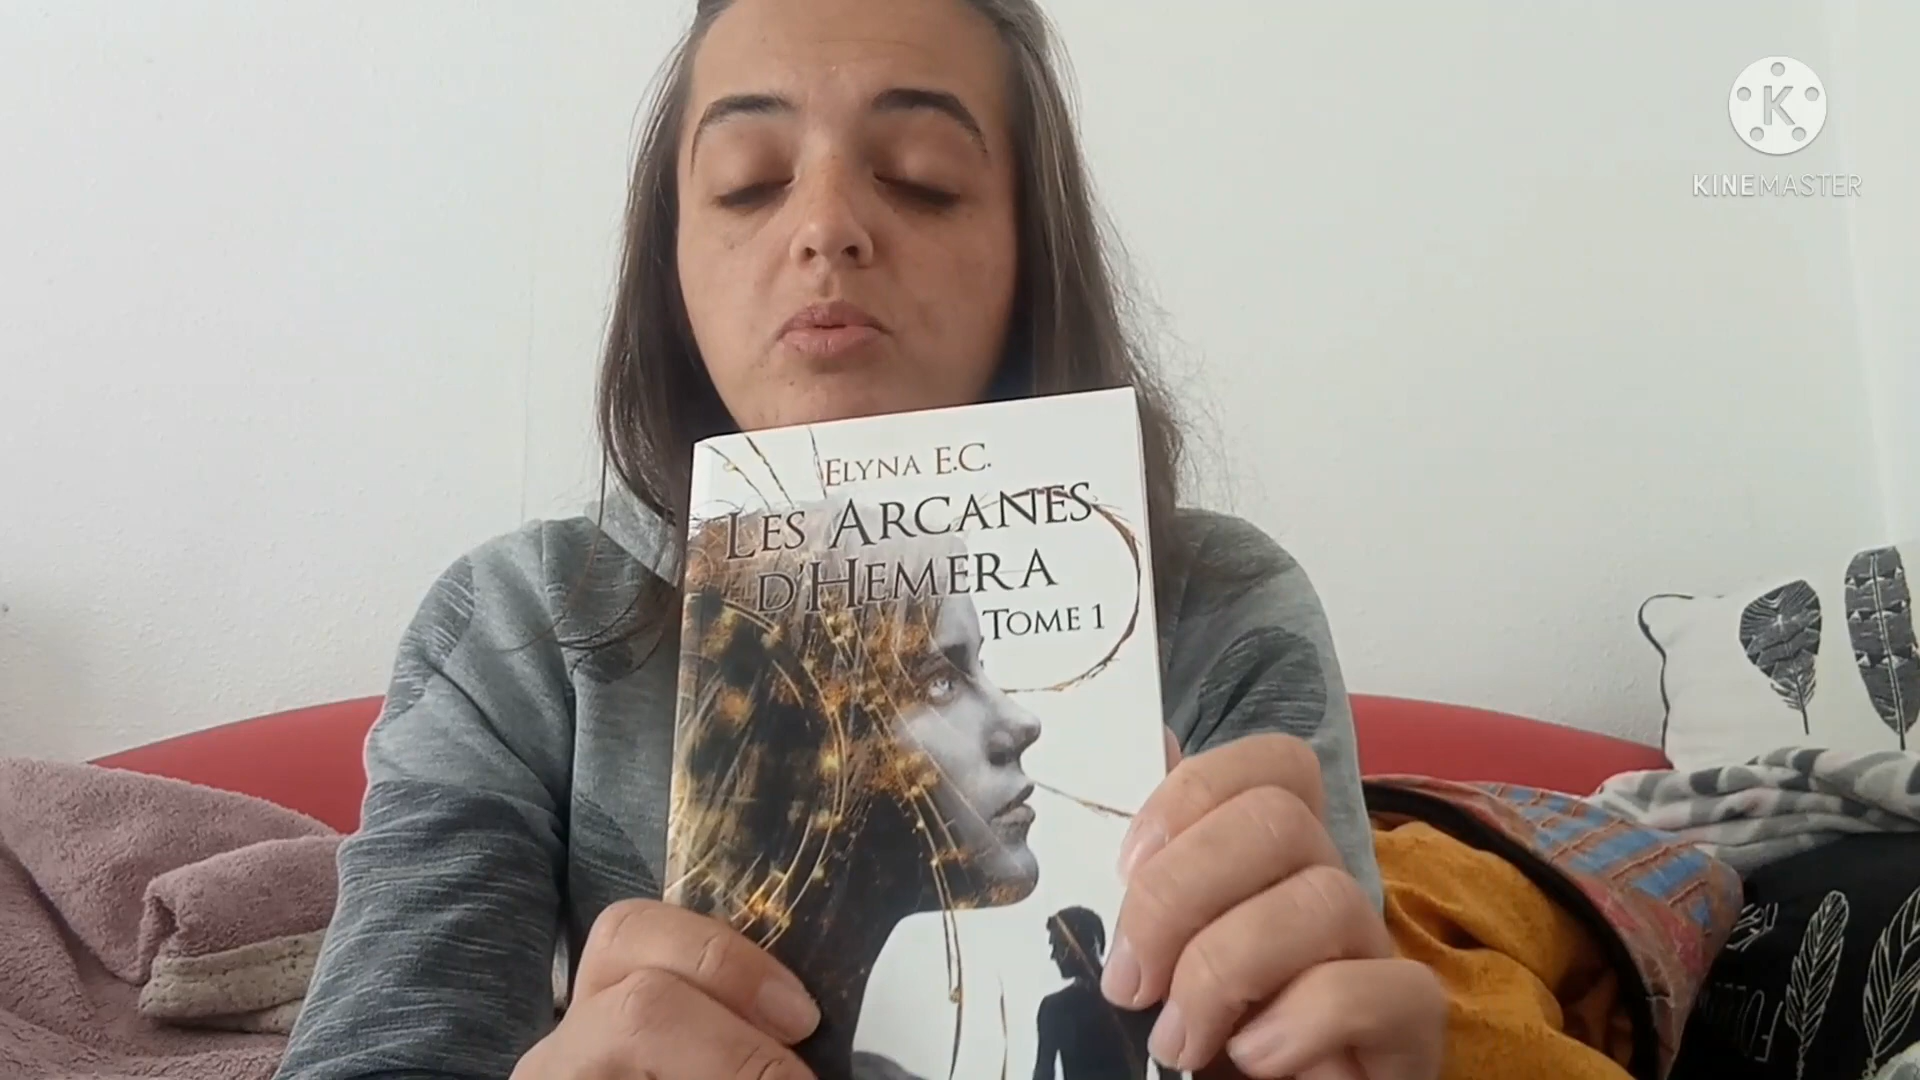 ELYNA E.C.
LES ARCANES
D'HEMERA
TOME 1
K
KINEMASTER